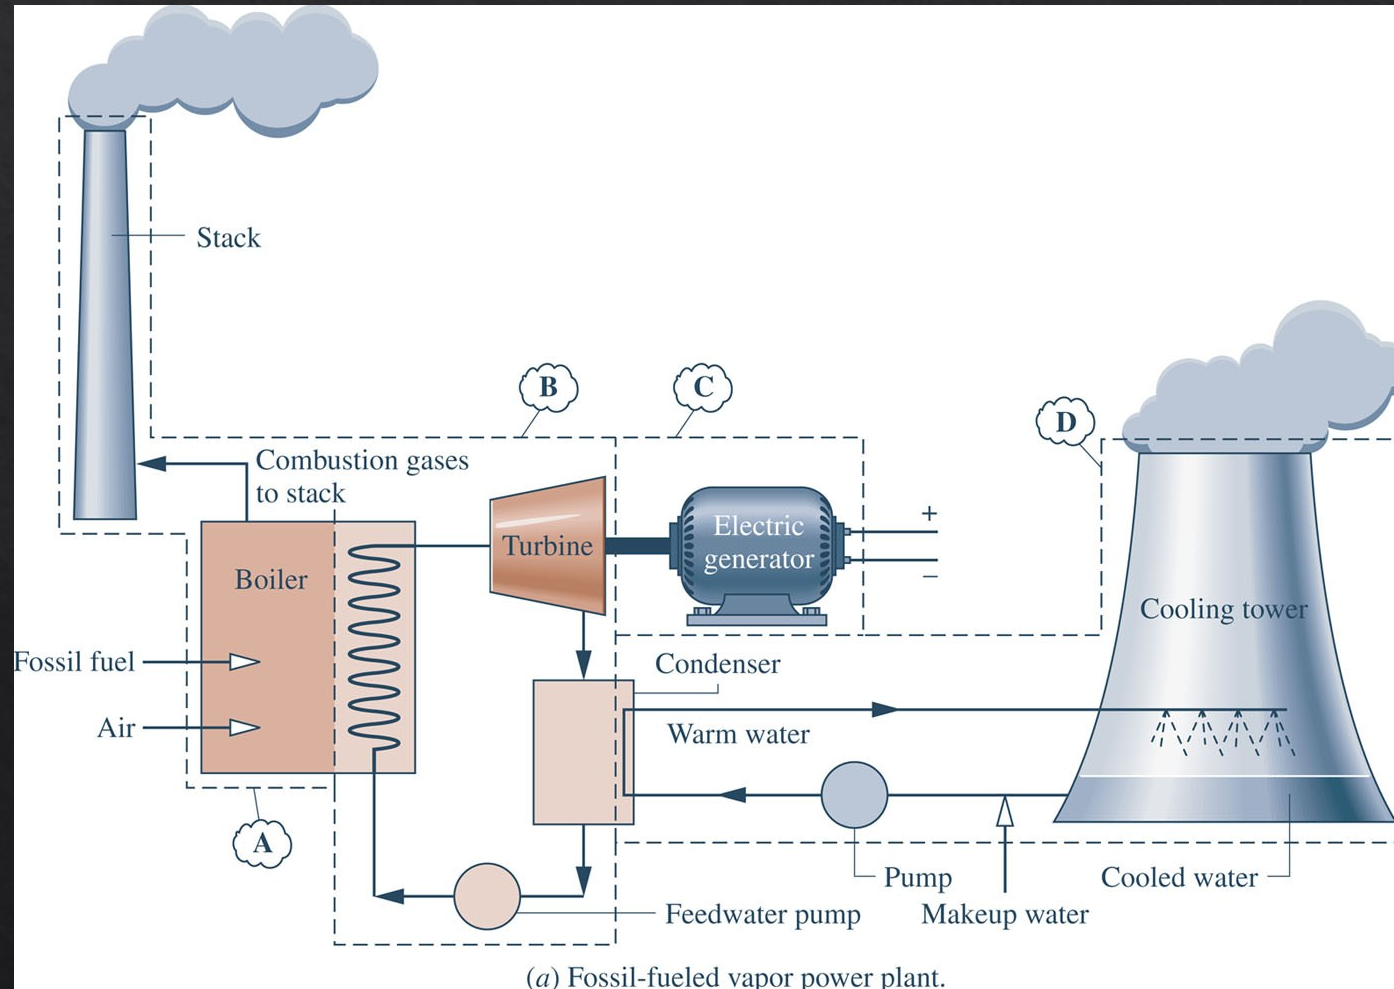 Stack
B
C
D
Combustion gases
to stack
Boiler
Turbine
Electric
generator
+
−
Cooling tower
Fossil fuel
Air
Condenser
Warm water
A
Pump
Cooled water
Feedwater pump
Makeup water
(a) Fossil-fueled vapor power plant.